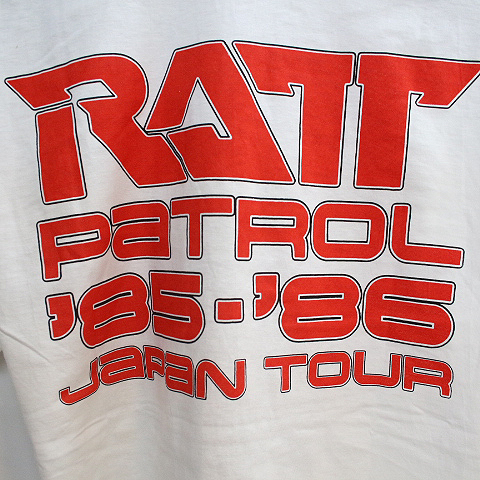 RATT
PaTROL
'85-'86
JaPaN TOUR